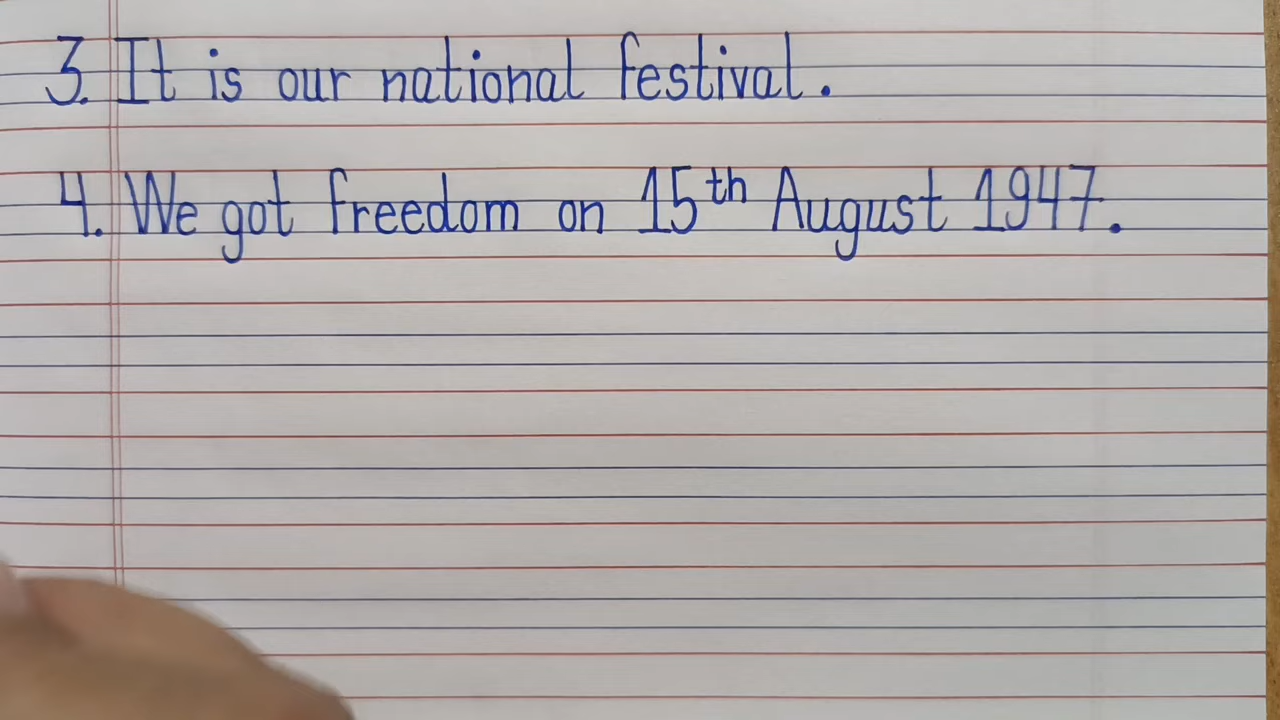 3. It is our national festival.
4. We got freedom on 15th August 1947.